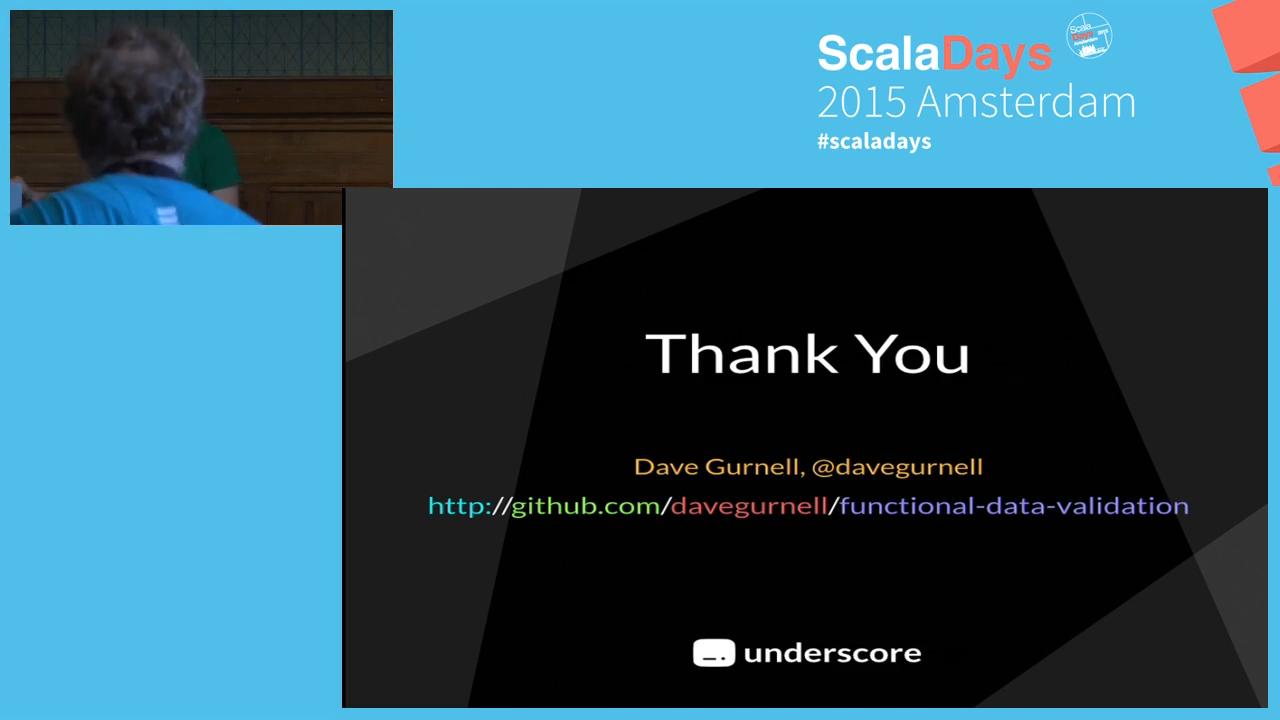 ScalaDays
2015 Amsterdam
#scaladays
Thank You
Dave Gurnell, @davegurnell
http://github.com/davegurnell/functional-data-validation
underscore